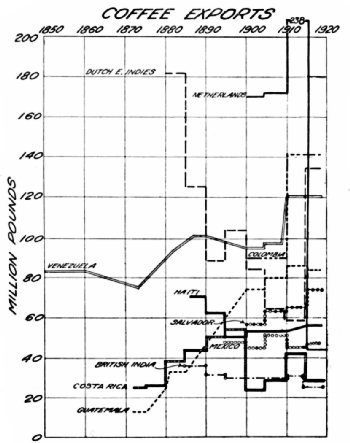 COFFEE EXPORTS
1850 1860 1870 1880 1890 1900 1910 1920
238
200
DUTCH E. INDIES
180
NETHERLANDS
160
140
120
100
COLOMBIA
VENEZUELA
80
HAITI
60
SALVADOR
MEXICO
40
BRITISH INDIA
COSTA RICA
20
GUATEMALA
0
MILLION POUNDS